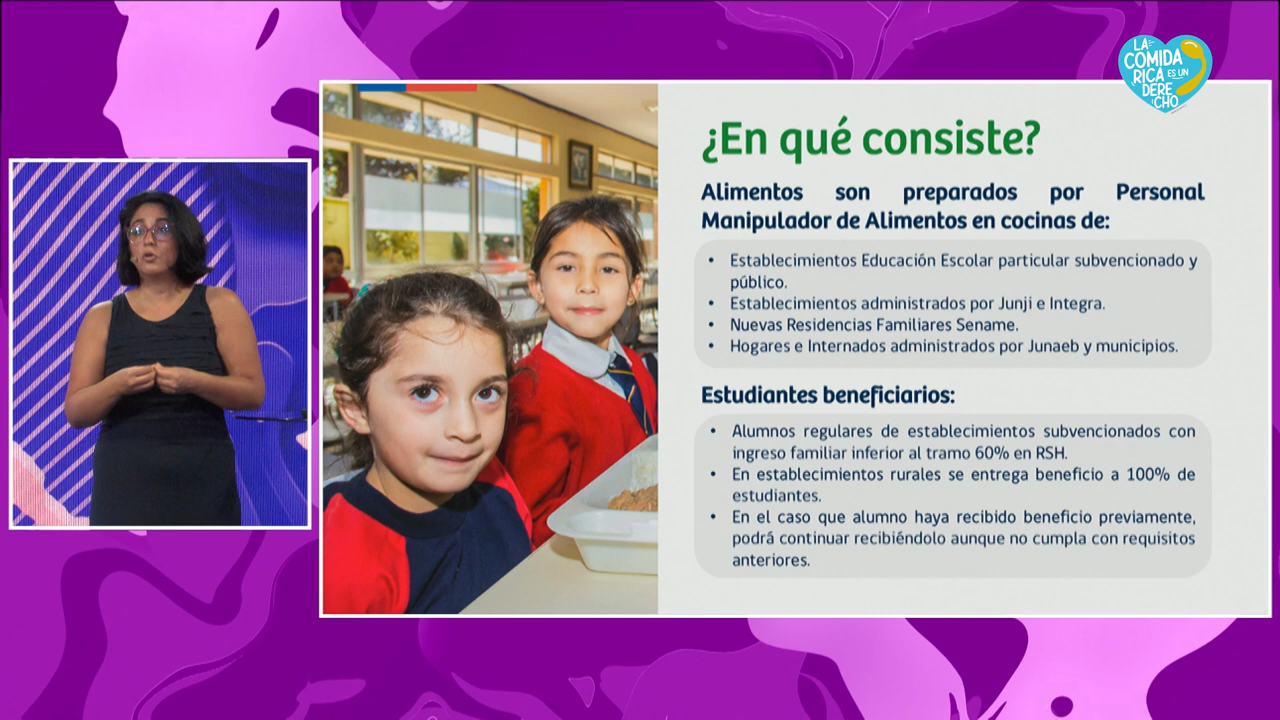 LA
COMIDA
RICA ES UN
DERE
CHO
¿En qué consiste?
Alimentos son preparados por Personal
Manipulador de Alimentos en cocinas de:
• Establecimientos Educación Escolar particular subvencionado y
público.
• Establecimientos administrados por Junji e Integra.
• Nuevas Residencias Familiares Sename.
• Hogares e Internados administrados por Junaeb y municipios.
Estudiantes beneficiarios:
• Alumnos regulares de establecimientos subvencionados con
ingreso familiar inferior al tramo 60% en RSH.
• En establecimientos rurales se entrega beneficio a 100% de
estudiantes.
• En el caso que alumno haya recibido beneficio previamente,
podrá continuar recibiéndolo aunque no cumpla con requisitos
anteriores.